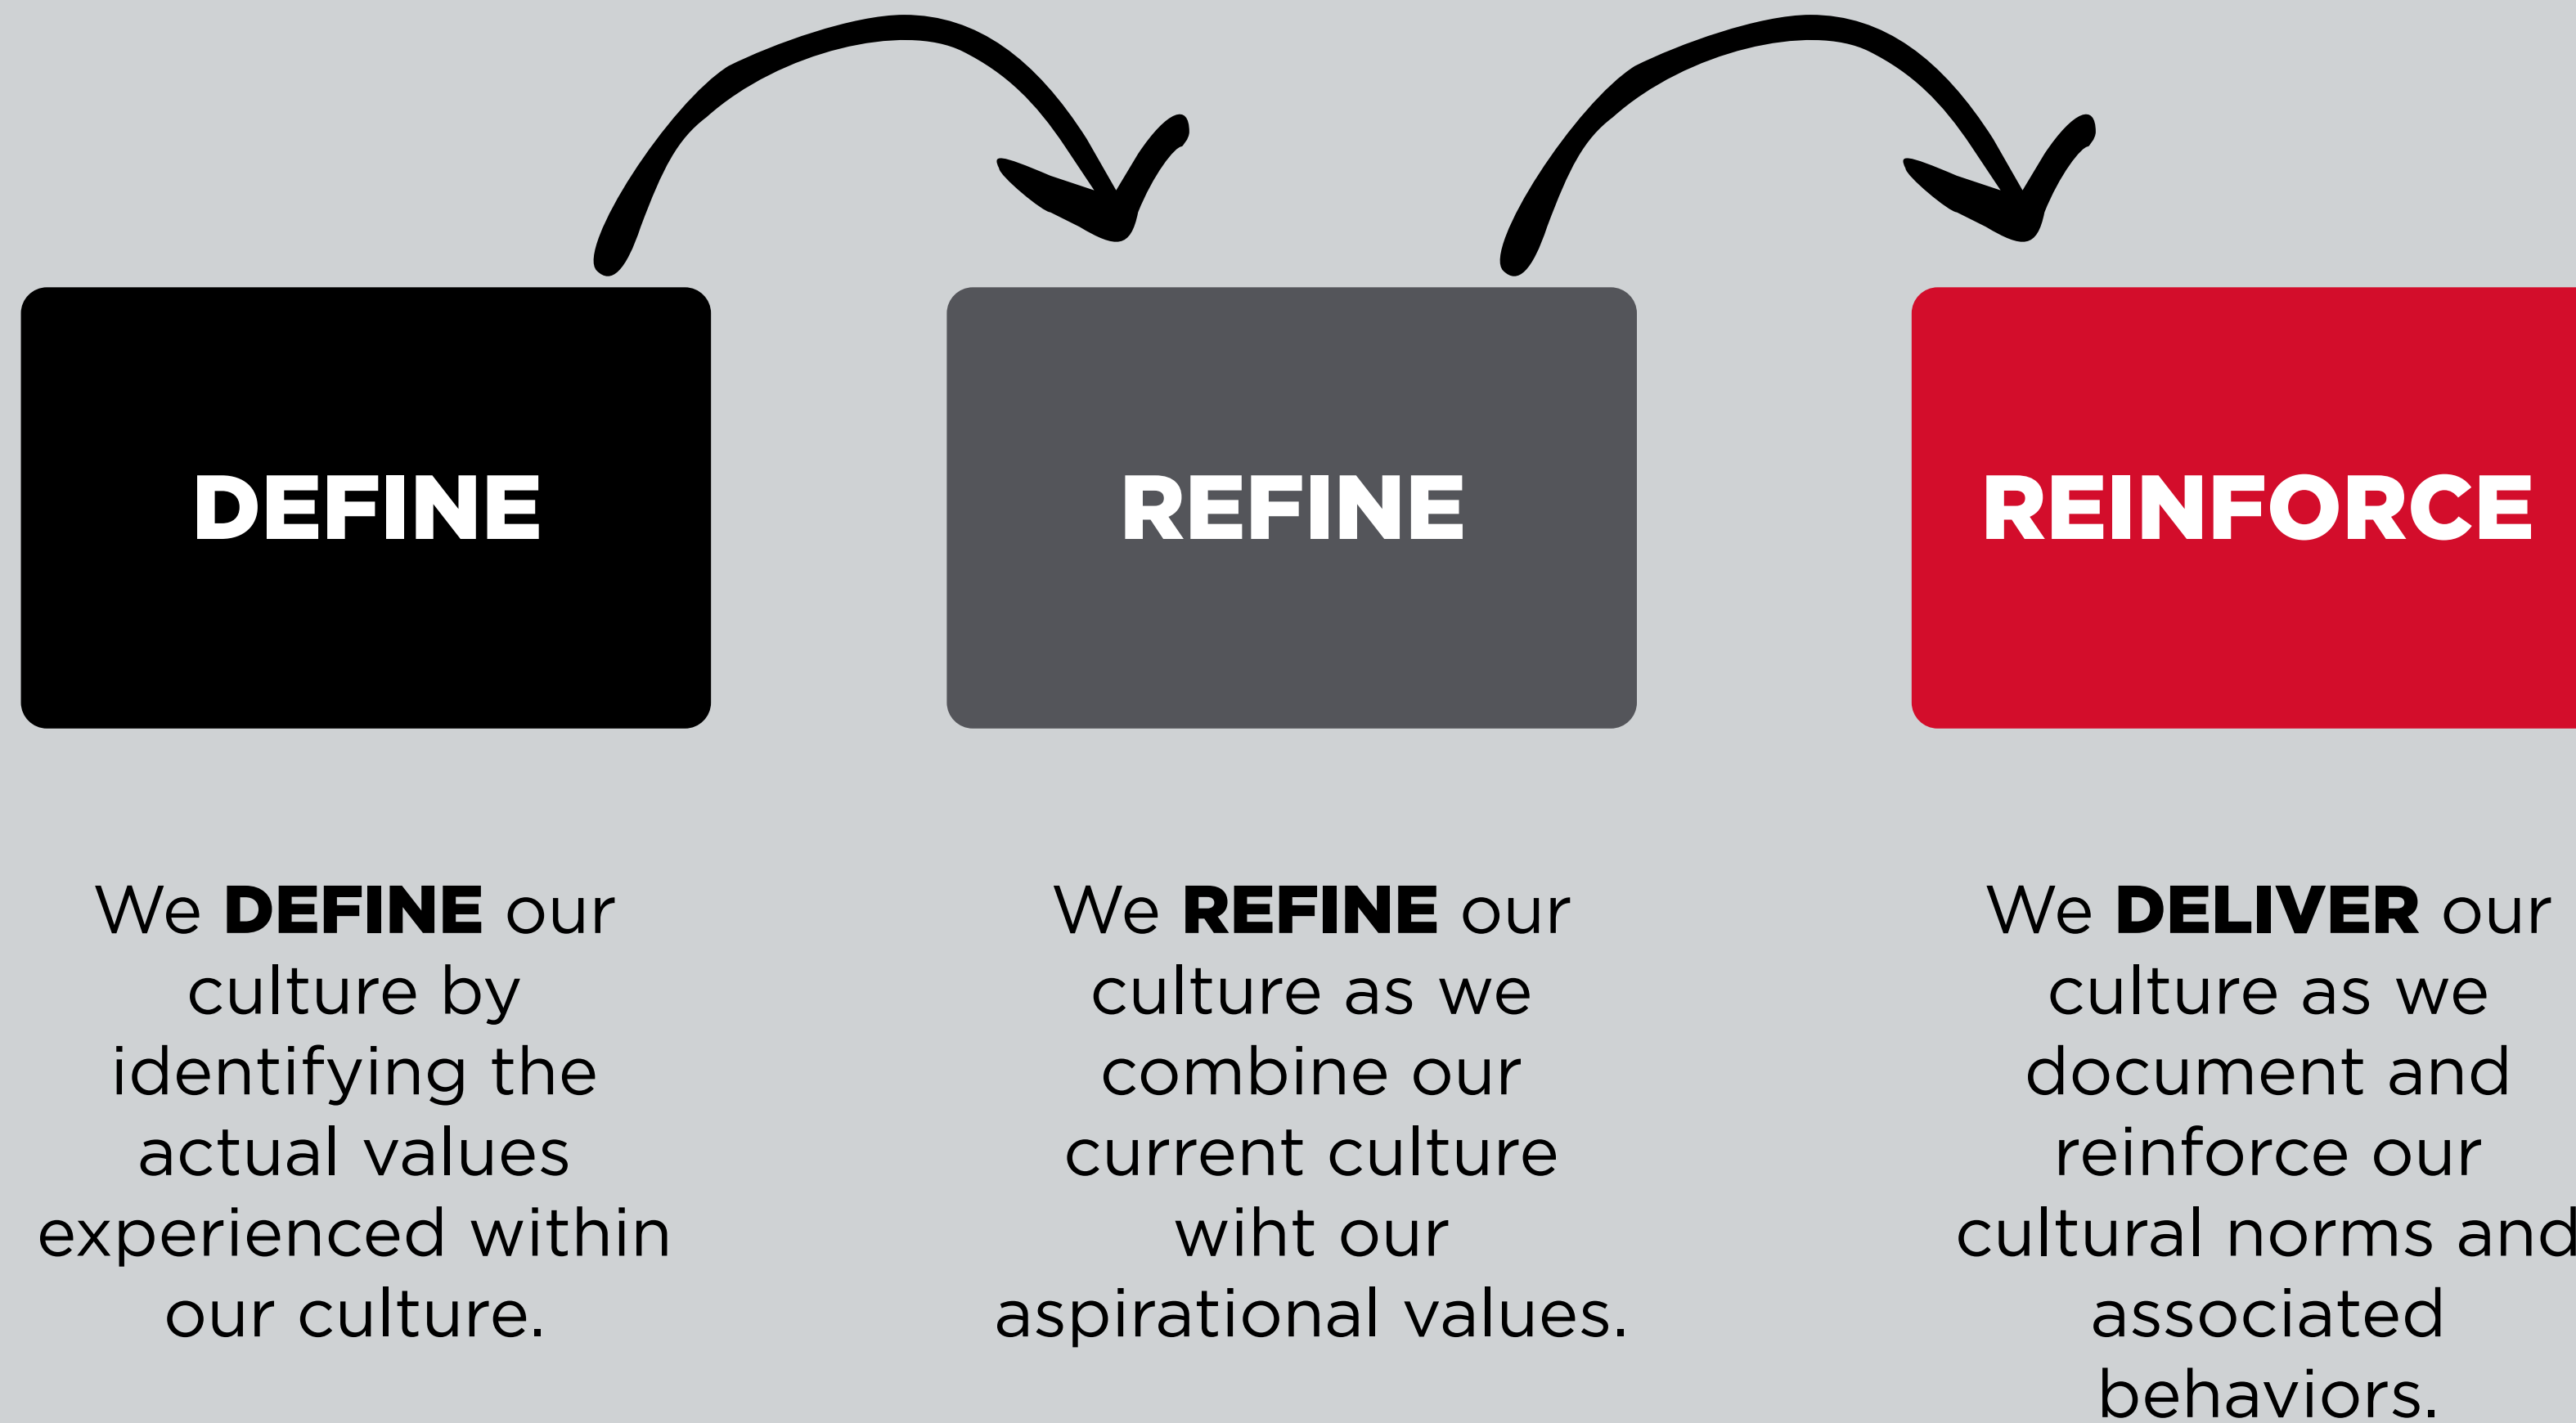 DEFINE
REFINE
REINFORCE
We DEFINE our
culture by
identifying the
actual values
experienced within
our culture.
We REFINE our
culture as we
combine our
current culture
wiht our
aspirational values.
We DELIVER our
culture as we
document and
reinforce our
cultural norms and
associated
behaviors.